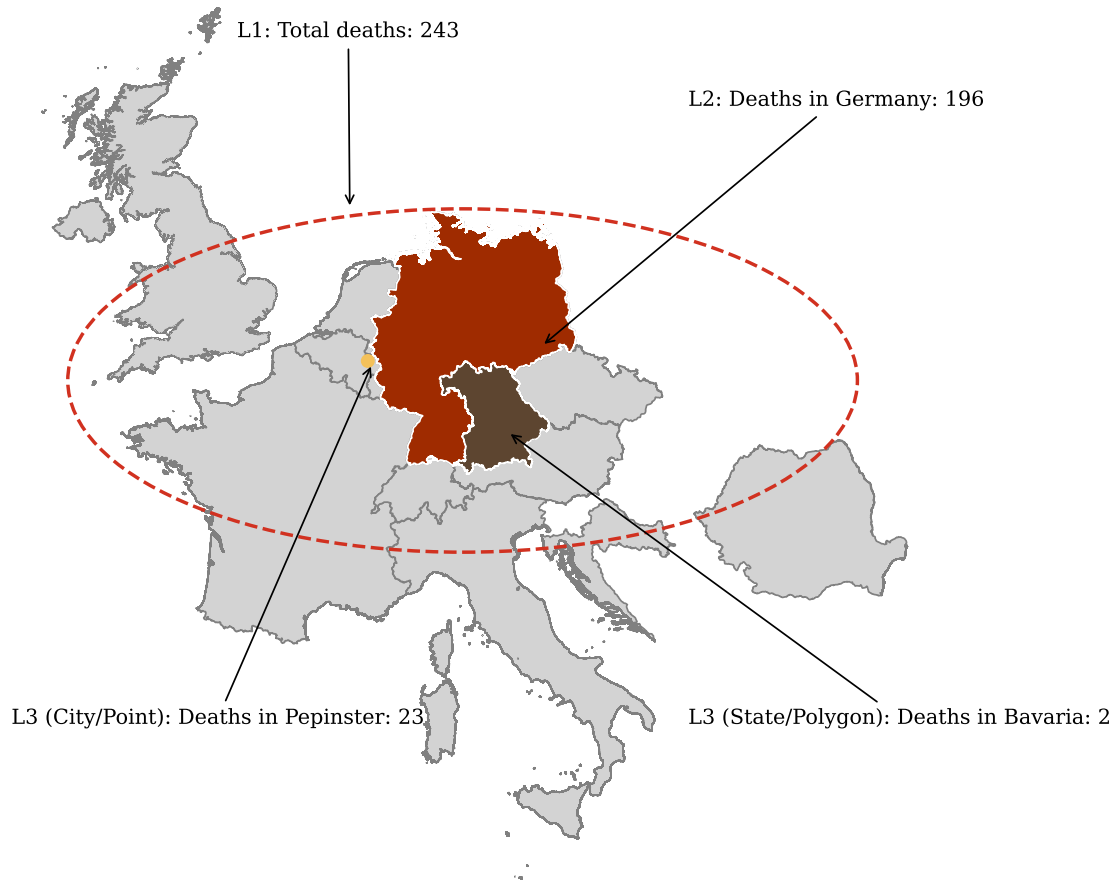 L1: Total deaths: 243
L2: Deaths in Germany: 196
L3 (City/Point): Deaths in Pepinster: 23
L3 (State/Polygon): Deaths in Bavaria: 2